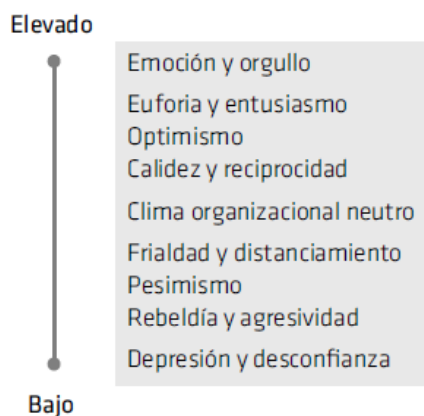 Elevado
Emoción y orgullo
Euforia y entusiasmo
Optimismo
Calidez y reciprocidad
Clima organizacional neutro
Frialdad y distanciamiento
Pesimismo
Rebeldía y agresividad
Depresión y desconfianza
Bajo